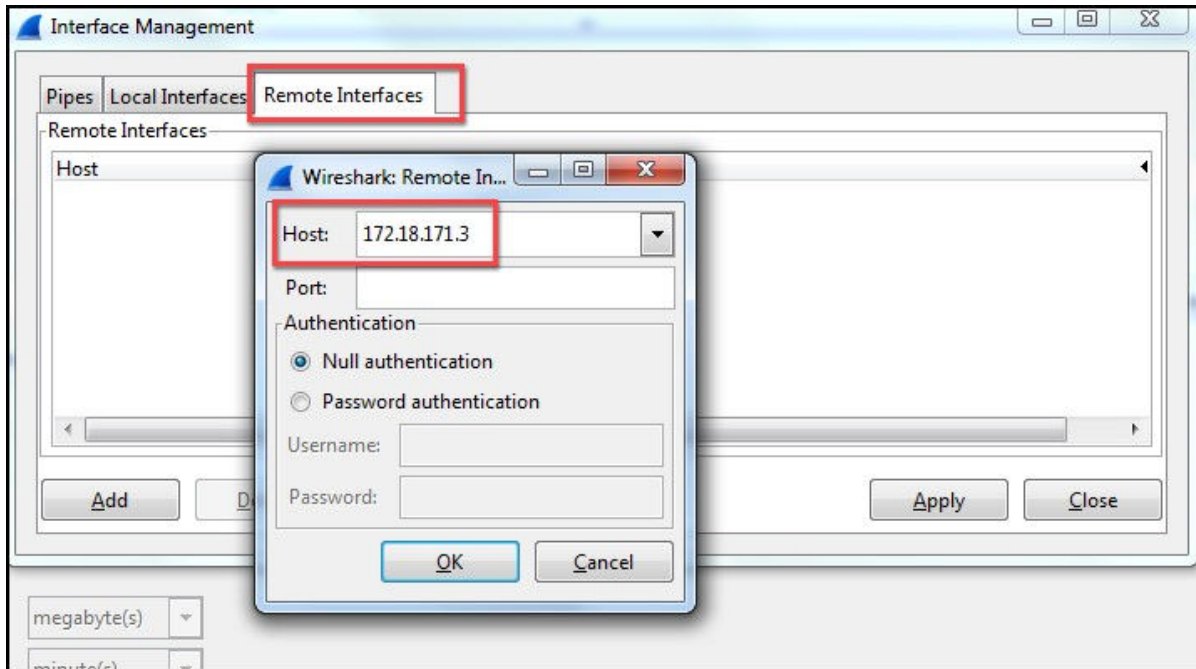 Interface Management
Pipes Local Interfaces Remote Interfaces
Remote Interfaces
Host
Wireshark: Remote In...
Host: 172.18.171.3
Port:
Authentication
Null authentication
Password authentication
Username:
Password:
Add
Apply Close
OK Cancel
megabyte(s)
minute(s)